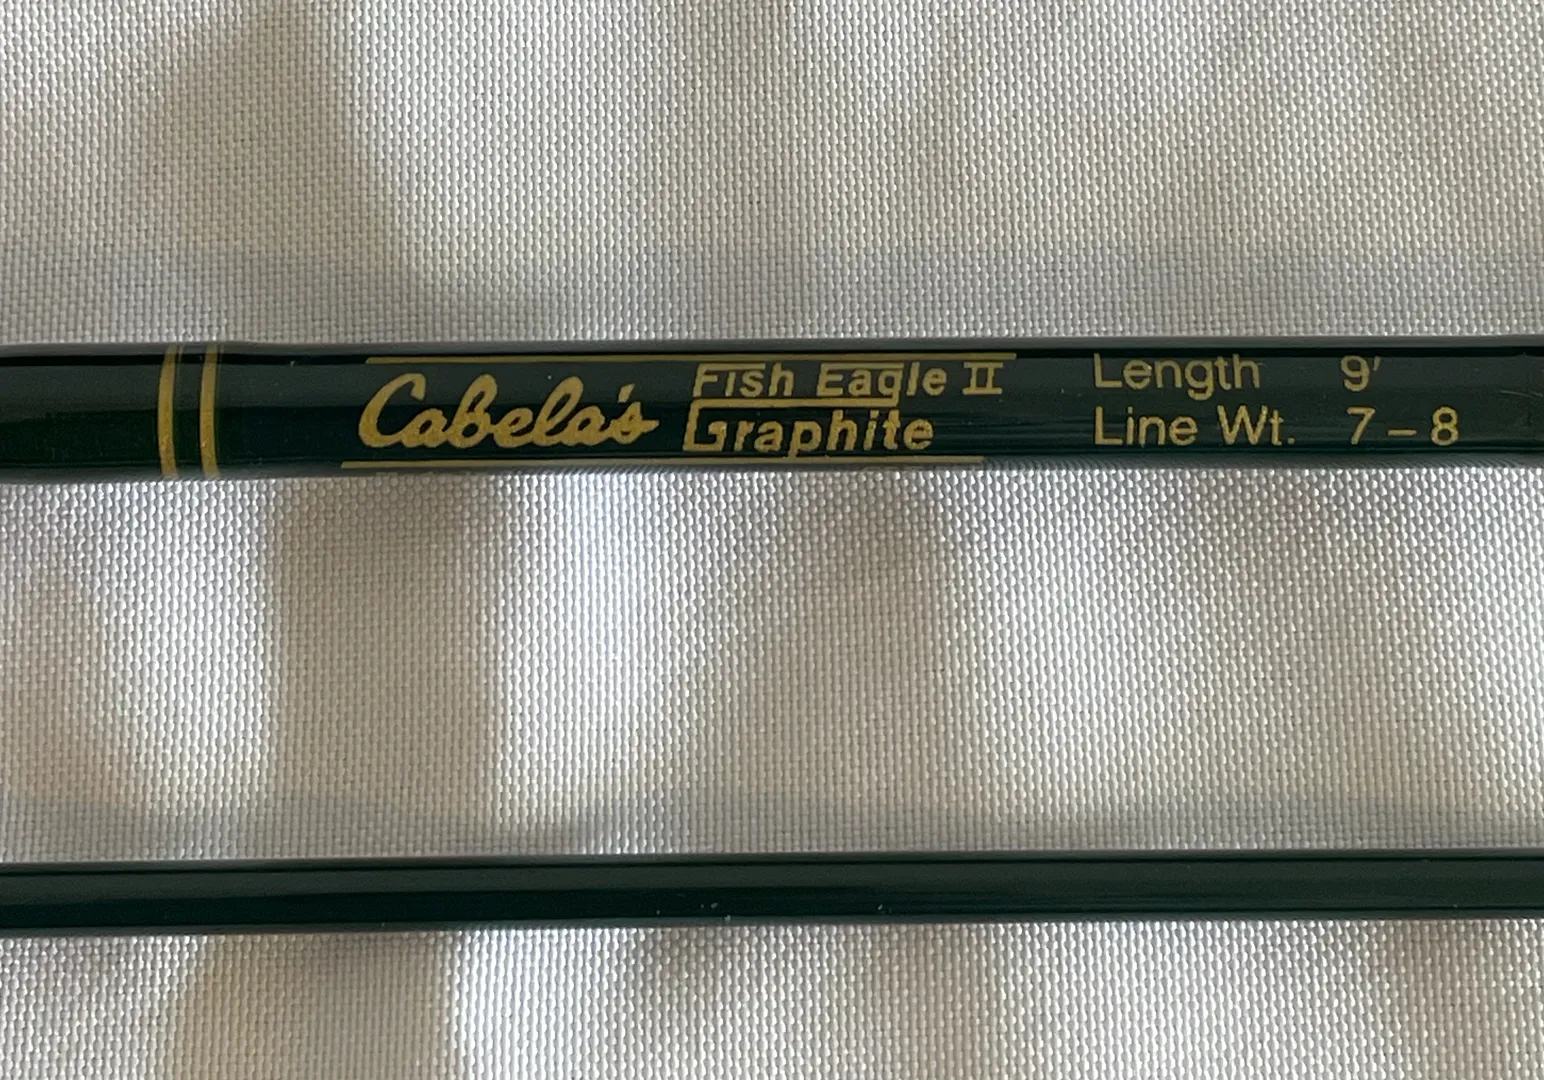 Cabela's
Fish Eagle II
Graphite
Length 9'
Line Wt. 7 – 8